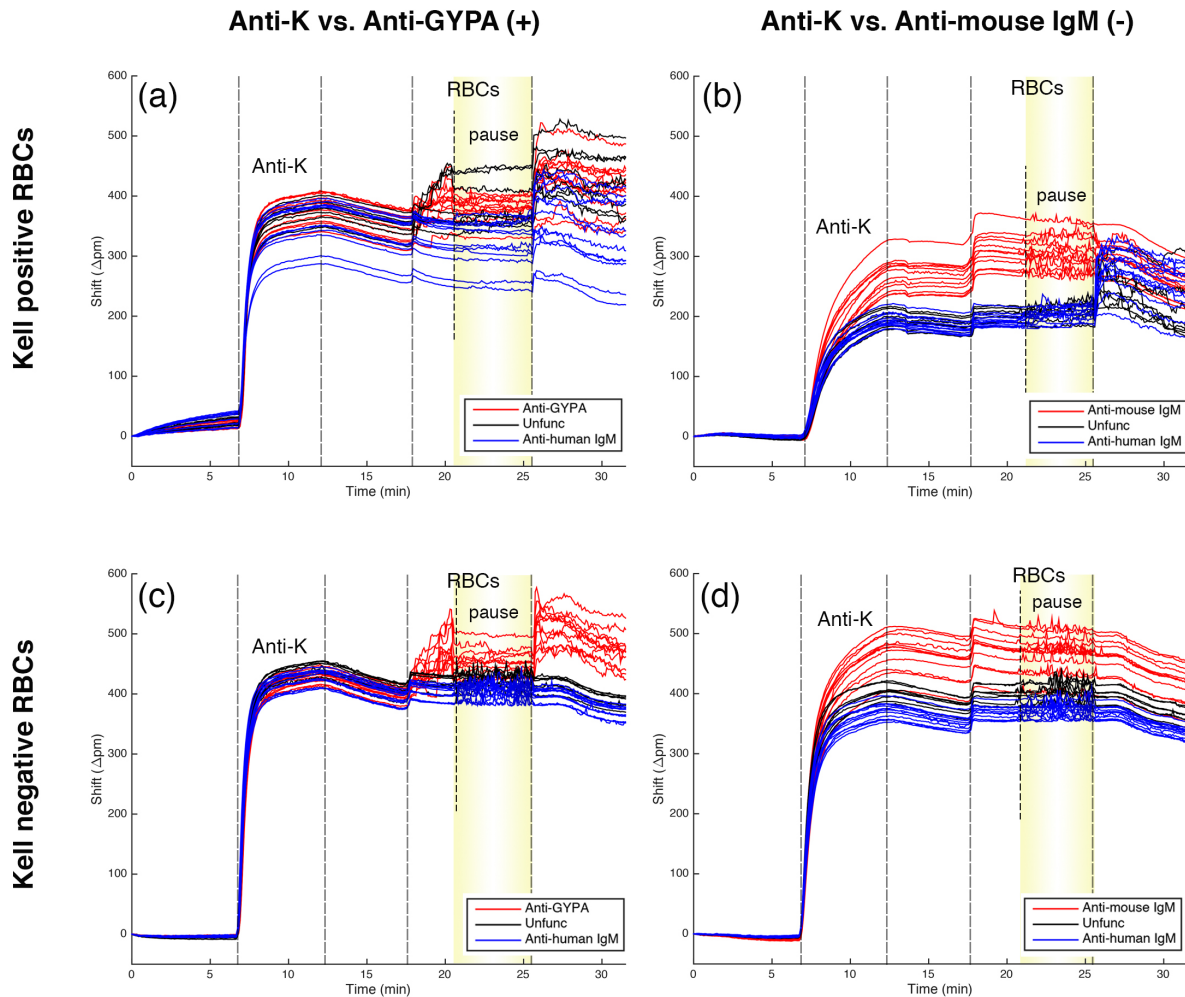 Anti-K vs. Anti-GYPA (+)
Anti-K vs. Anti-mouse IgM (-)
Kell positive RBCs
Kell negative RBCs
(a)
RBCs
pause
Anti-K
600
500
400
300
200
100
0
Shift (Δpm)
Anti-GYPA
Unfunc
Anti-human IgM
0 5 10 15 20 25 30
Time (min)
(b)
RBCs
pause
Anti-K
600
500
400
300
200
100
0
Shift (Δpm)
Anti-mouse IgM
Unfunc
Anti-human IgM
0 5 10 15 20 25 30
Time (min)
(c)
RBCs
pause
Anti-K
600
500
400
300
200
100
0
Shift (Δpm)
Anti-GYPA
Unfunc
Anti-human IgM
0 5 10 15 20 25 30
Time (min)
(d)
RBCs
pause
Anti-K
600
500
400
300
200
100
0
Shift (Δpm)
Anti-mouse IgM
Unfunc
Anti-human IgM
0 5 10 15 20 25 30
Time (min)